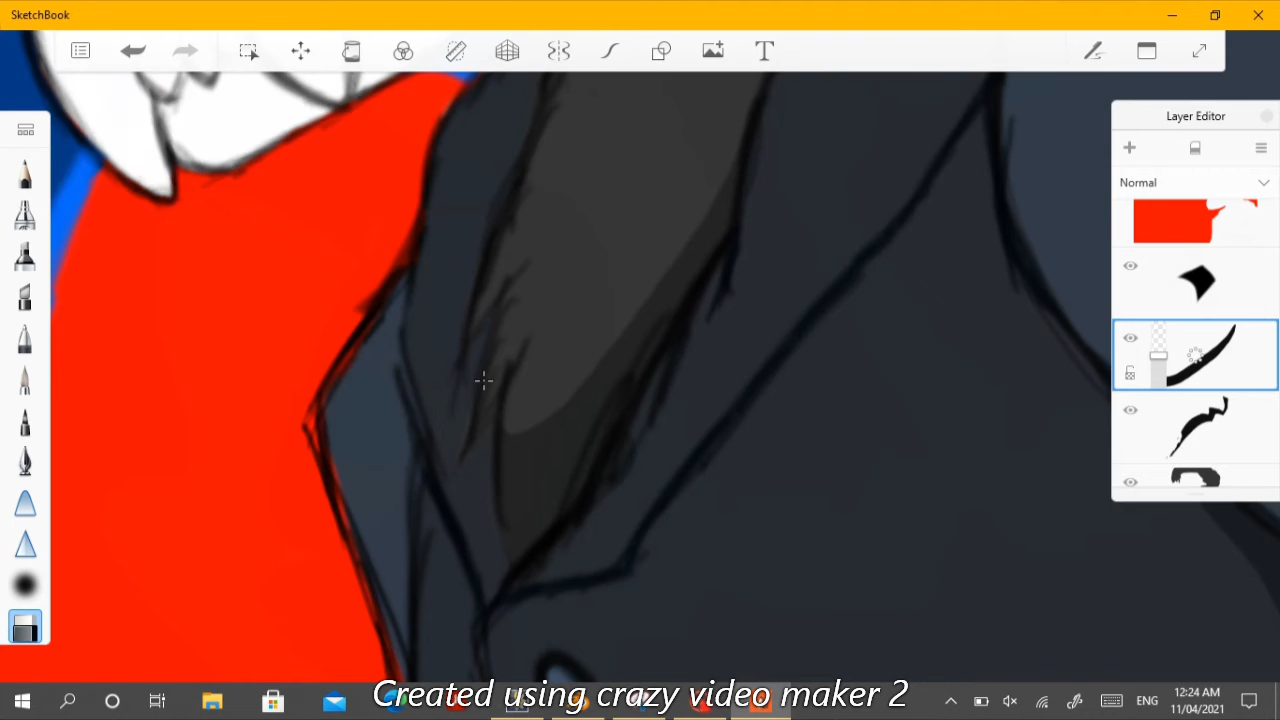 SketchBook
T
Layer Editor
Normal
ENG
12:24 AM
11/04/2021
Created using crazy video maker 2